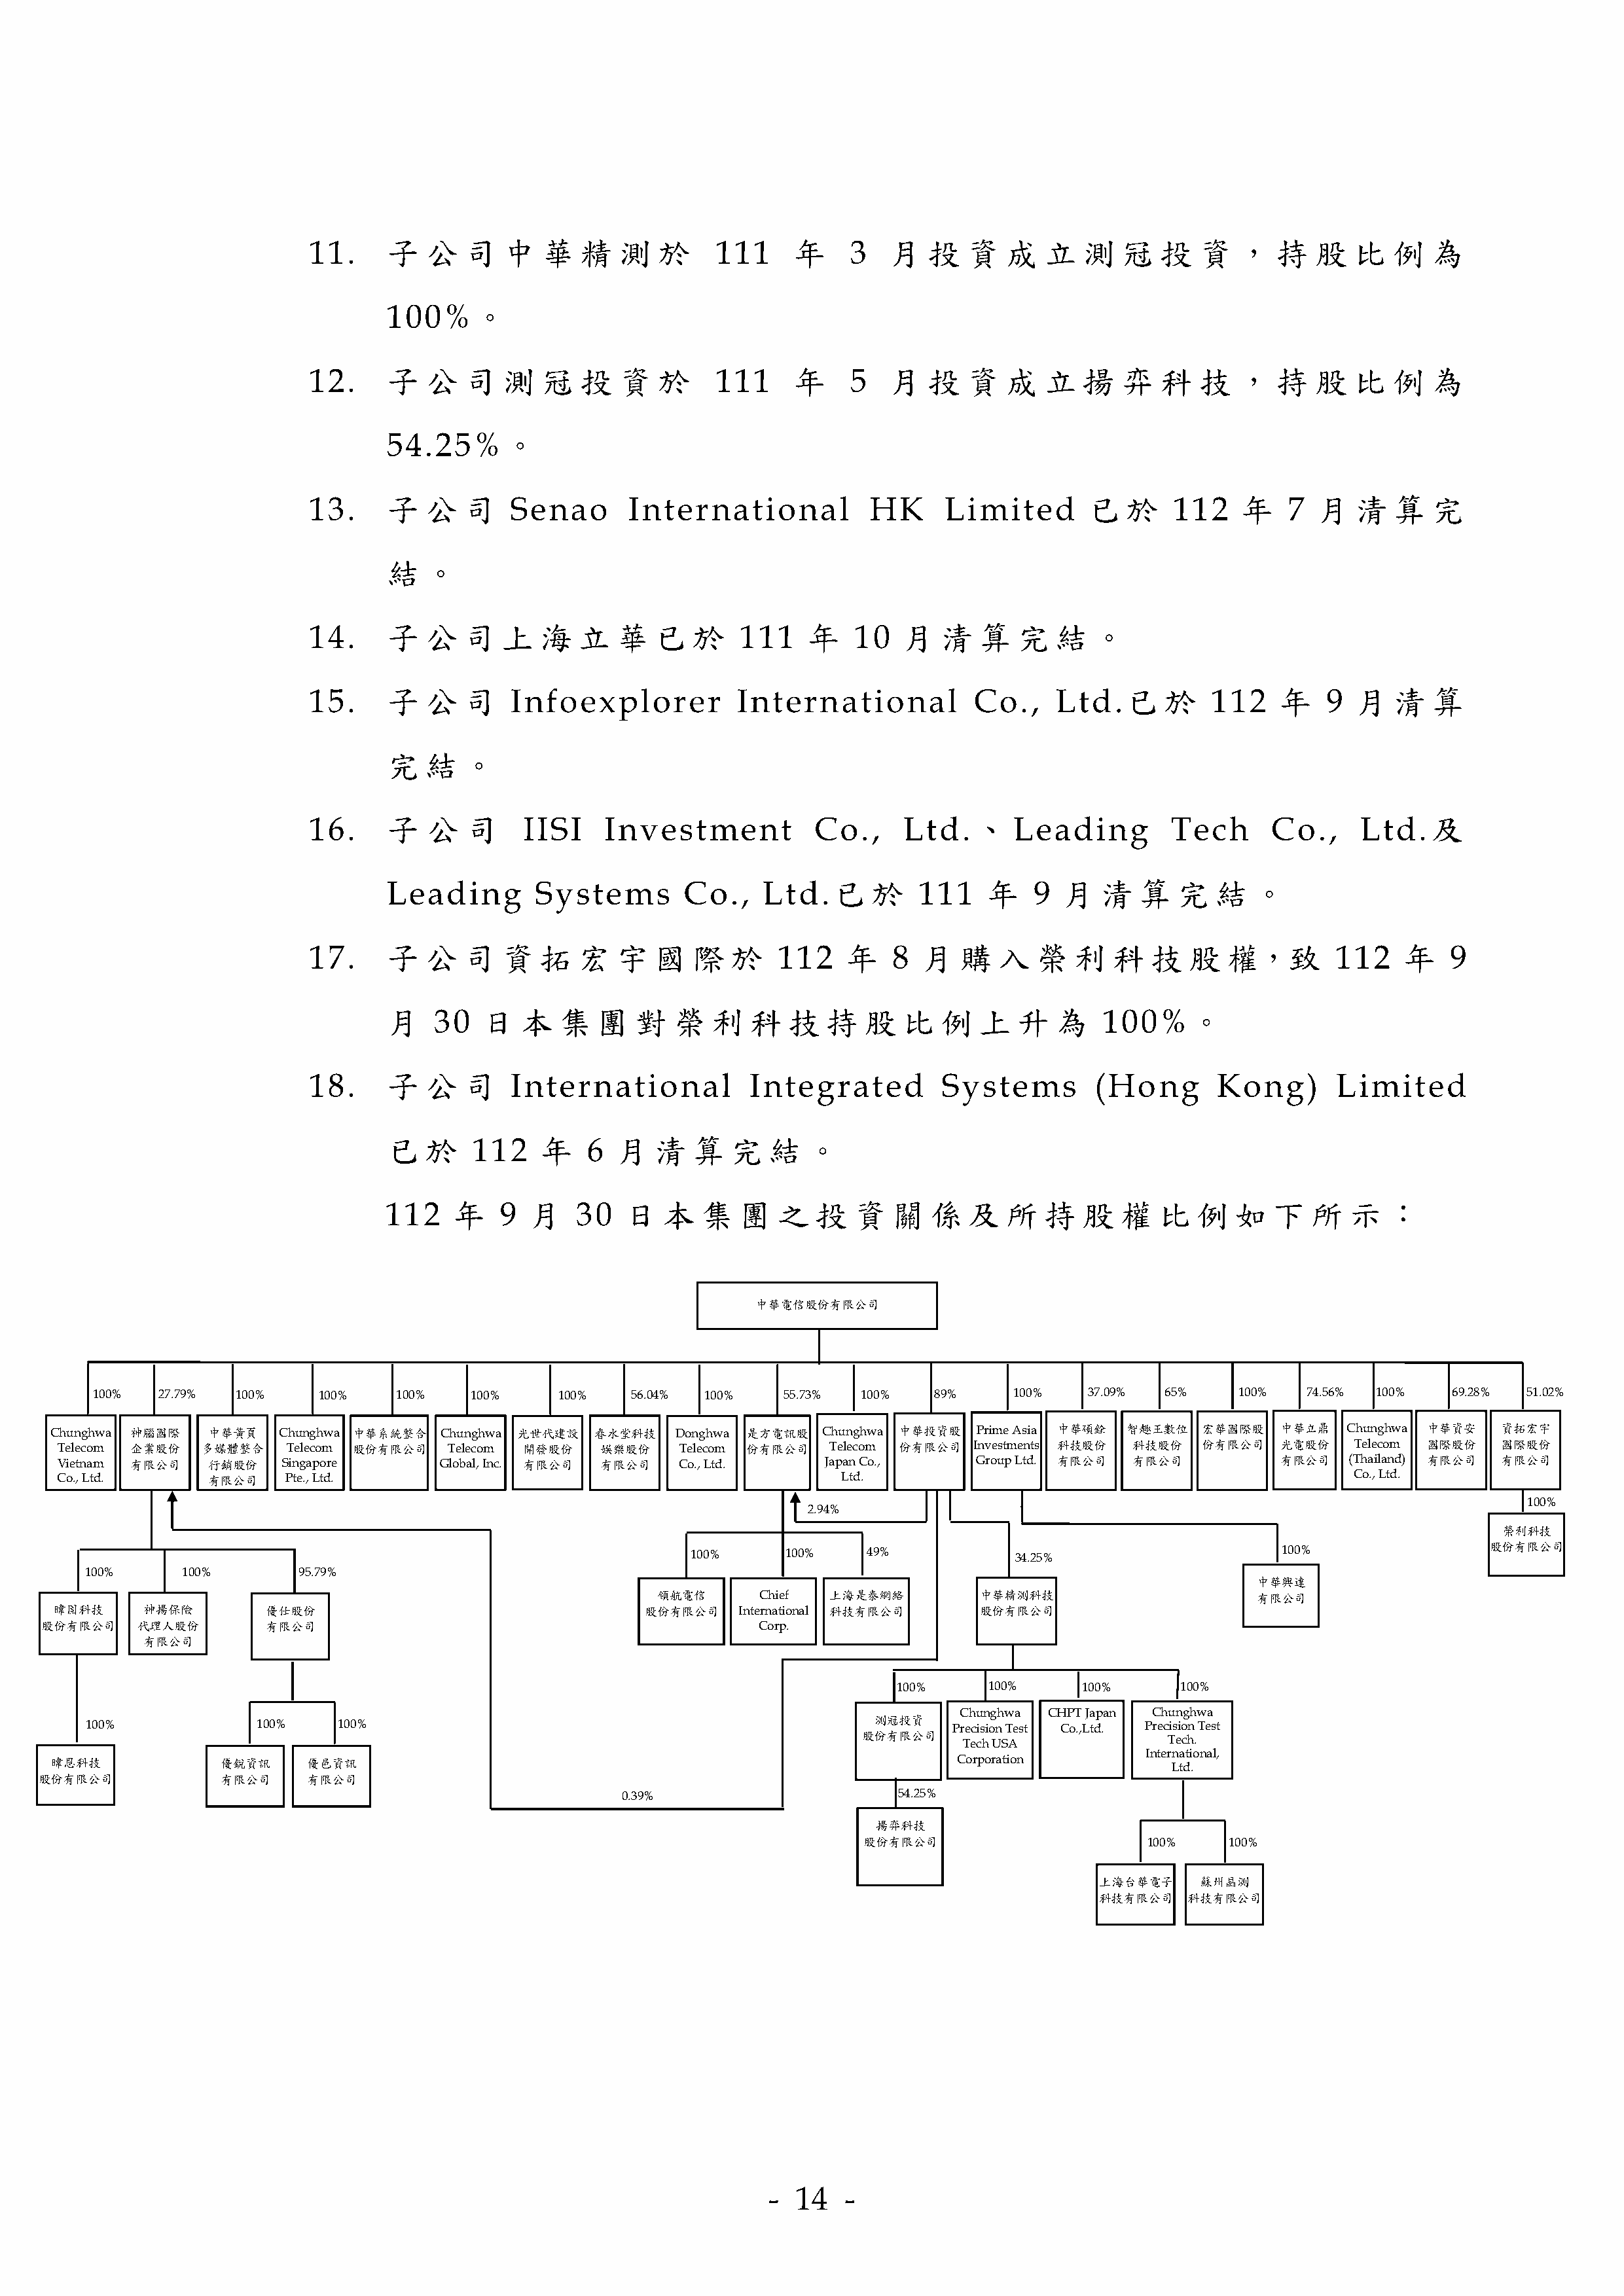 11. 子公司中華精測於 111 年 3 月投資成立測冠投資，持股比例為
100%。
12. 子公司測冠投資於 111 年 5 月投資成立揚弈科技，持股比例為
54.25%。
13. 子公司 Senao International HK Limited 已於 112 年 7 月清算完
結。
14. 子公司上海立華已於 111 年 10 月清算完結。
15. 子公司 Infoexplorer International Co., Ltd.已於 112 年 9 月清算
完結。
16. 子公司 IISI Investment Co., Ltd.、Leading Tech Co., Ltd.及
Leading Systems Co., Ltd.已於 111 年 9 月清算完結。
17. 子公司資拓宏宇國際於 112 年 8 月購入榮利科技股權，致 112 年 9
月 30 日本集團對榮利科技持股比例上升為 100%。
18. 子公司 International Integrated Systems (Hong Kong) Limited
已於 112 年 6 月清算完結。
112 年 9 月 30 日本集團之投資關係及所持股權比例如下所示：
中華電信股份有限公司
100% 27.79% 100% 100% 100% 100% 100% 56.04% 100% 55.73% 100% 89% 100% 37.09% 65% 100% 74.56% 100% 69.28% 51.02%
Chunghwa
Telecom
Vietnam
Co., Ltd.
神腦國際
企業股份
有限公司
中華黃頁
多媒體整合
行銷股份
有限公司
Chunghwa
Telecom
Singapore
Pte., Ltd.
中華系統整合
股份有限公司
Chunghwa
Telecom
Global, Inc.
光世代建設
開發股份
有限公司
春水堂科技
娛樂股份
有限公司
Donghwa
Telecom
Co., Ltd.
是方電訊股
份有限公司
Chunghwa
Telecom
Japan Co.,
Ltd.
中華投資股
份有限公司
Prime Asia
Investments
Group Ltd.
中華碩銓
科技股份
有限公司
智趣王數位
科技股份
有限公司
宏華國際股
份有限公司
中華立鼎
光電股份
有限公司
Chunghwa
Telecom
(Thailand)
Co., Ltd.
中華資安
國際股份
有限公司
資拓宏宇
國際股份
有限公司
2.94%
100%
榮利科技
股份有限公司
100% 100% 95.79%
100% 100% 49% 34.25% 100%
暐固科技
股份有限公司
神揚保險
代理人股份
有限公司
優仕股份
有限公司
領航電信
股份有限公司
Chief
International
Corp.
上海是泰網絡
科技有限公司
中華精測科技
股份有限公司
中華興達
有限公司
100% 100% 100% 100%
測冠投資
股份有限公司
Chunghwa
Precision Test
Tech USA
Corporation
CHPT Japan
Co.,Ltd.
Chunghwa
Precision Test
Tech.
International,
Ltd.
100% 100% 100%
暐忍科技
股份有限公司
優銳資訊
有限公司
優邑資訊
有限公司
0.39%
54.25%
揚弈科技
股份有限公司
100% 100%
上海台華電子
科技有限公司
蘇州晶測
科技有限公司
- 14 -